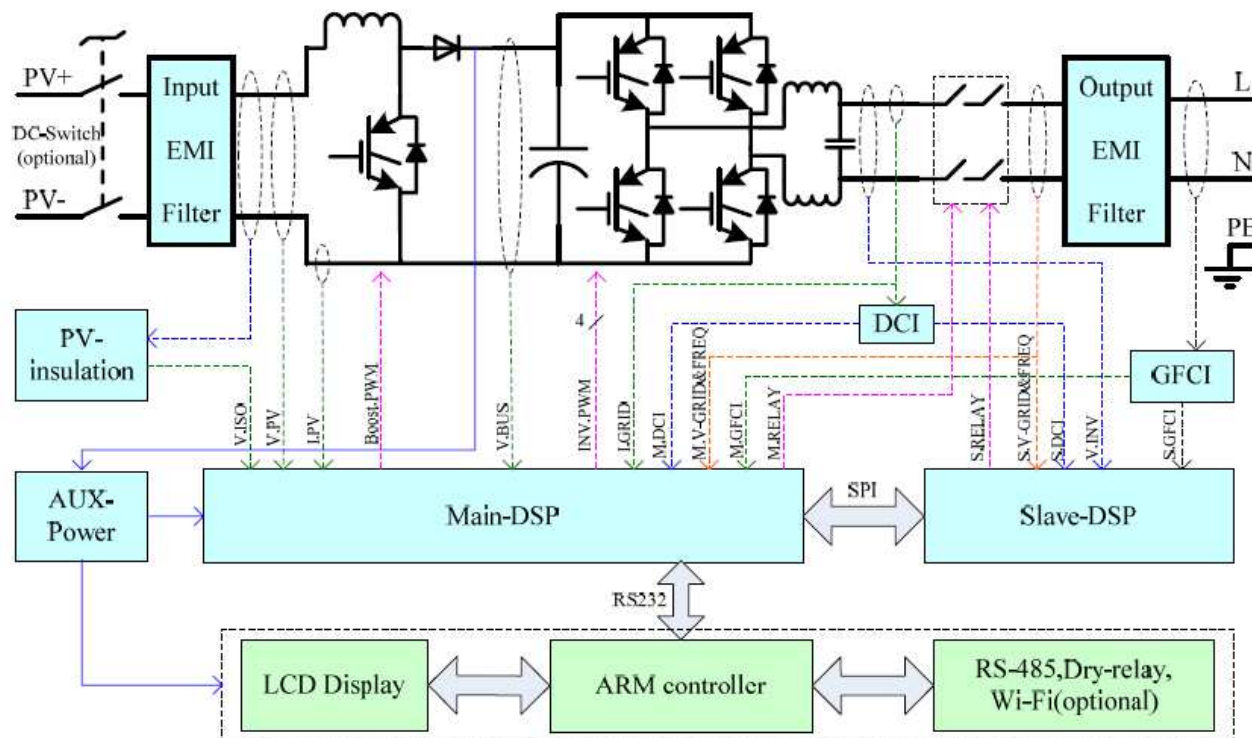 PV+
DC-Switch
(optional)
PV-
Input
EMI
Filter
Output
EMI
Filter
L
N
PE
PV-
insulation
4
DCI
GFCI
V.ISO
V.PV
I.PV
Boost.PWM
V.BUS
INV.PWM
I.GRID
M.DCI
M.V-GRID&FREQ
M.GFCI
M.RELAY
S.RELAY
S.V-GRID&FREQ
S.DCI
V.INV
S.GFCI
AUX-
Power
Main-DSP
SPI
Slave-DSP
RS232
LCD Display
ARM controller
RS-485,Dry-relay,
Wi-Fi(optional)